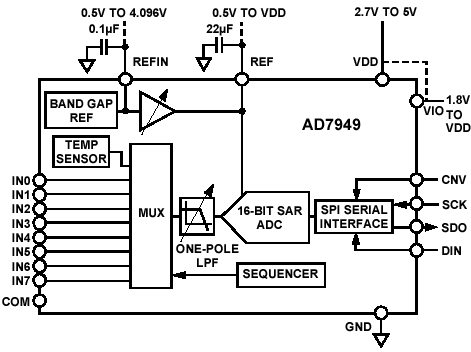 0.5V TO 4.096V
0.1µF
0.5V TO VDD
22µF
2.7V TO 5V
REFIN
REF
VDD
BAND GAP
REF
AD7949
VIO
1.8V
TO
VDD
TEMP
SENSOR
IN0
IN1
IN2
IN3
IN4
IN5
IN6
IN7
COM
MUX
ONE-POLE
LPF
16-BIT SAR
ADC
SPI SERIAL
INTERFACE
CNV
SCK
SDO
DIN
SEQUENCER
GND